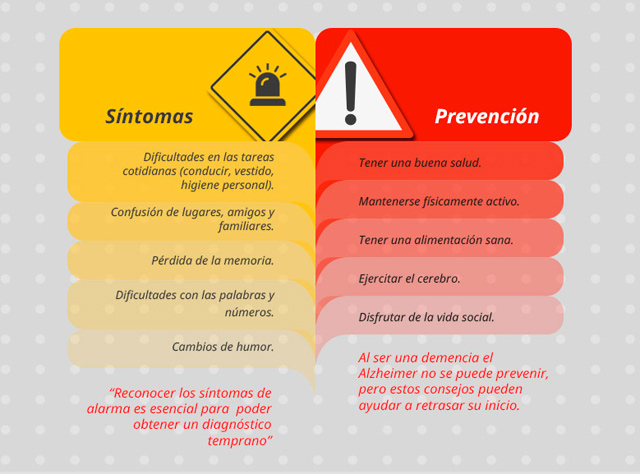 Síntomas
Dificultades en las tareas
cotidianas (conducir, vestido,
higiene personal).
Confusión de lugares, amigos y
familiares.
Pérdida de la memoria.
Dificultades con las palabras y
números.
Cambios de humor.
“Reconocer los síntomas de
alarma es esencial para poder
obtener un diagnóstico
temprano”
Prevención
Tener una buena salud.
Mantenerse físicamente activo.
Tener una alimentación sana.
Ejercitar el cerebro.
Disfrutar de la vida social.
Al ser una demencia el
Alzheimer no se puede prevenir,
pero estos consejos pueden
ayudar a retrasar su inicio.